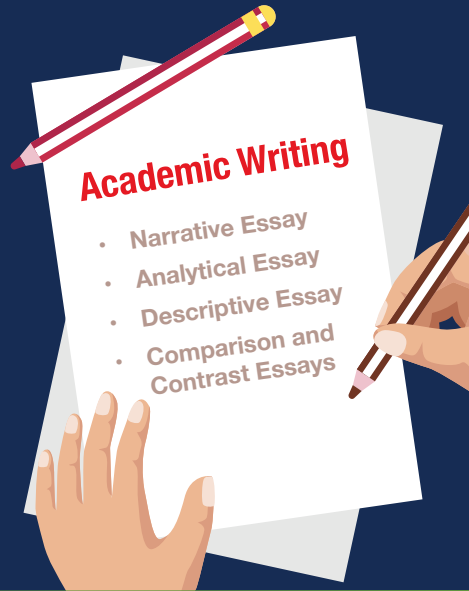 Academic Writing
• Narrative Essay
• Analytical Essay
• Descriptive Essay
• Comparison and
Contrast Essays